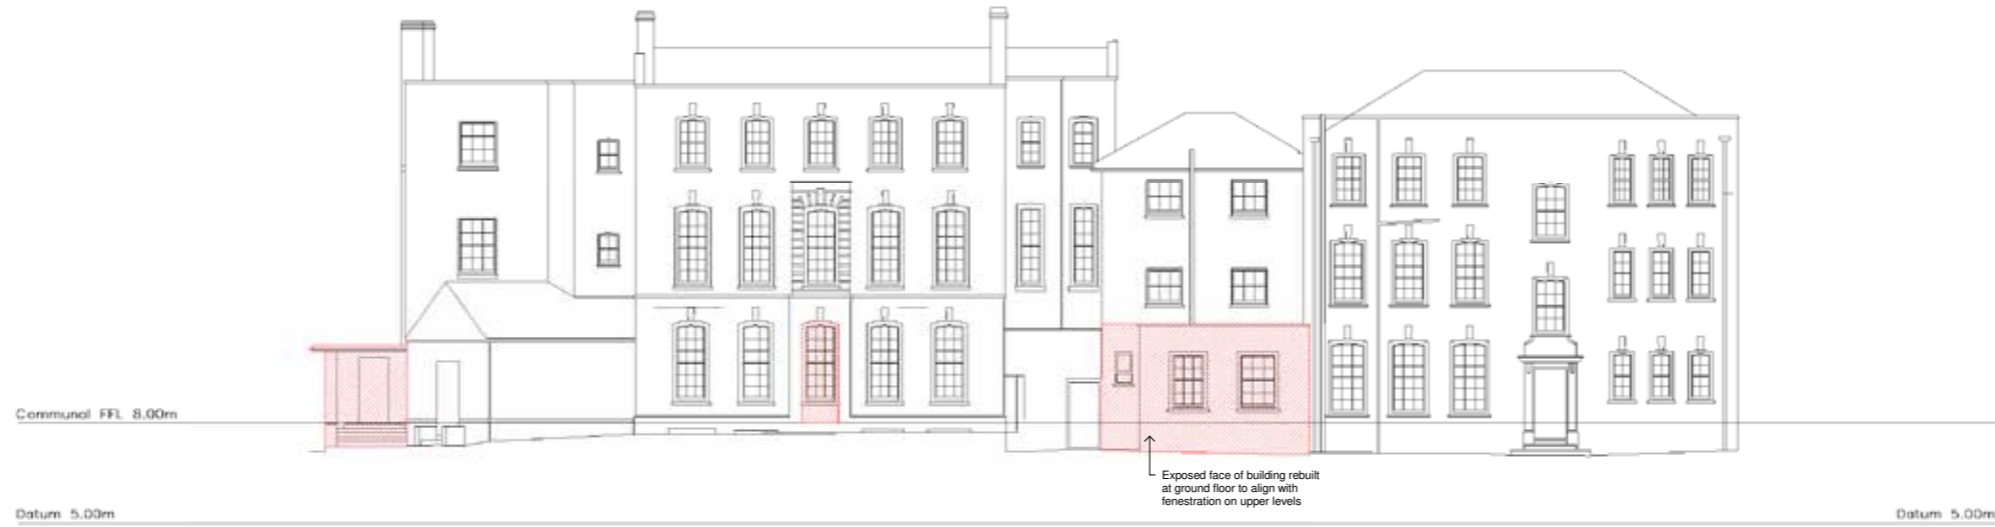 Communal FFL 8.00m
Exposed face of building rebuilt
at ground floor to align with
fenestration on upper levels
Datum 5.00m
Datum 5.00m